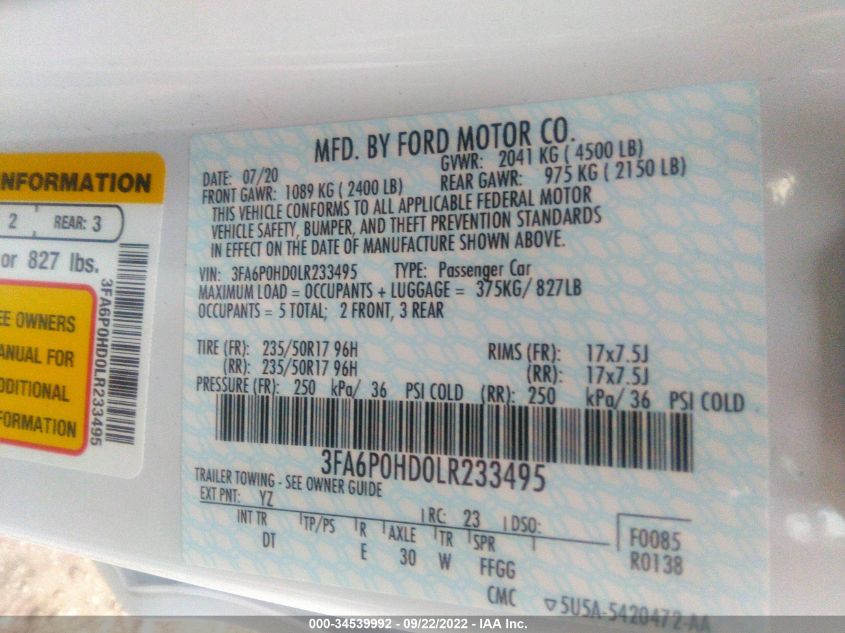 NFORMATION
2 REAR: 3
or 827 lbs.
EE OWNERS
ANUAL FOR
DDITIONAL
FORMATION
3FA6P0HD0LR233495
MFD. BY FORD MOTOR CO.
DATE: 07/20 GVWR: 2041 KG ( 4500 LB)
FRONT GAWR: 1089 KG ( 2400 LB) REAR GAWR: 975 KG ( 2150 LB)
THIS VEHICLE CONFORMS TO ALL APPLICABLE FEDERAL MOTOR
VEHICLE SAFETY, BUMPER, AND THEFT PREVENTION STANDARDS
IN EFFECT ON THE DATE OF MANUFACTURE SHOWN ABOVE.
VIN: 3FA6P0HD0LR233495 TYPE: Passenger Car
MAXIMUM LOAD = OCCUPANTS + LUGGAGE = 375KG/ 827LB
OCCUPANTS = 5 TOTAL; 2 FRONT, 3 REAR
TIRE (FR): 235/50R17 96H RIMS (FR): 17x7.5J
(RR): 235/50R17 96H (RR): 17x7.5J
PRESSURE (FR): 250 kPa/ 36 PSI COLD (RR): 250 kPa/ 36 PSI COLD
3FA6P0HD0LR233495
TRAILER TOWING - SEE OWNER GUIDE
EXT PNT: YZ RC: 23 DSO:
INT TR TP/PS R AXLE TR SPR F0085
DT E 30 W FFGG R0138
CMC ▽5U5A-5420472-AA
000-34539992 - 09/22/2022 - IAA Inc.